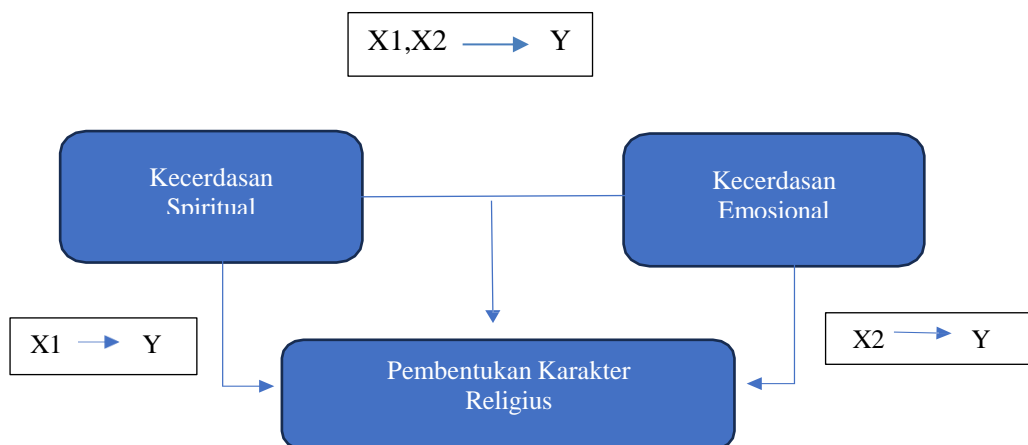 X1,X2 → Y
Kecerdasan
Spiritual
Kecerdasan
Emosional
X1 → Y
X2 → Y
Pembentukan Karakter
Religius